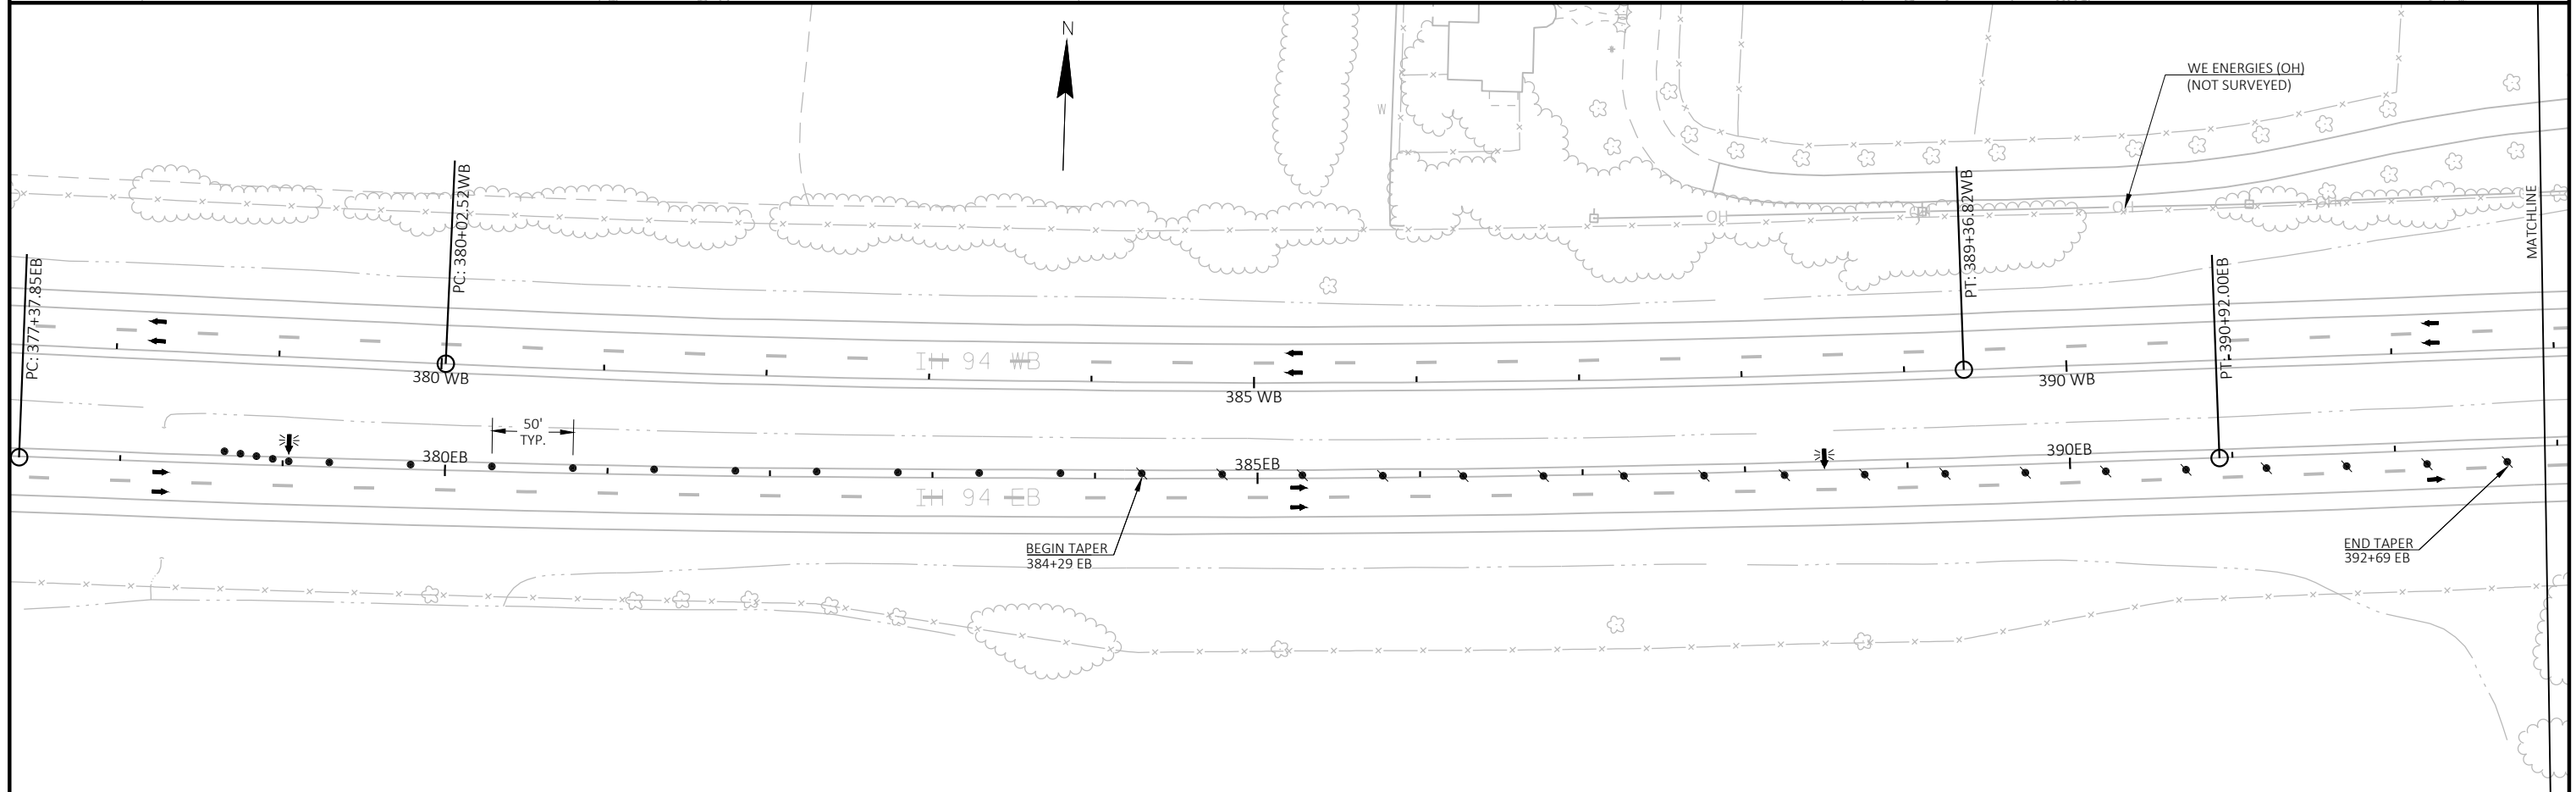 N
WE ENERGIES (OH)
(NOT SURVEYED)
W
MATCHLINE
PC: 377+37.85EB
PC: 380+02.52WB
PT: 389+36.82WB
PT: 390+92.00EB
OH
IH 94 WB
380 WB
385 WB
390 WB
50'
TYP.
380EB
385EB
390EB
IH 94 EB
BEGIN TAPER
384+29 EB
END TAPER
392+69 EB